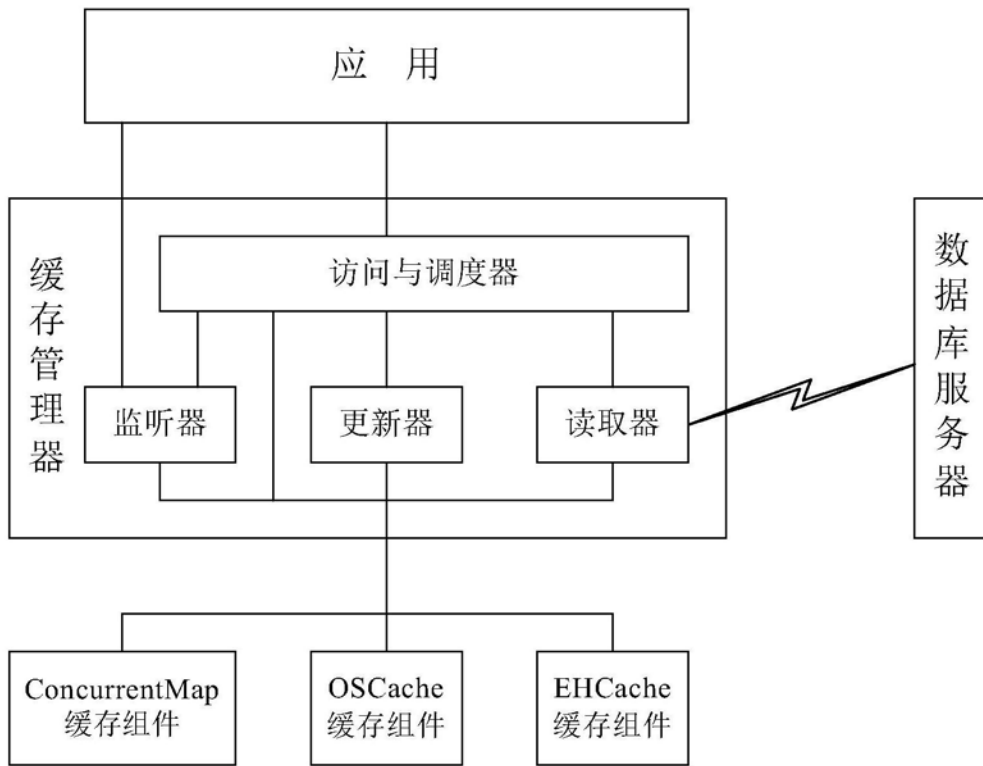 应 用
缓存管理器
访问与调度器
监听器
更新器
读取器
数据库服务器
ConcurrentMap
缓存组件
OSCache
缓存组件
EHCache
缓存组件